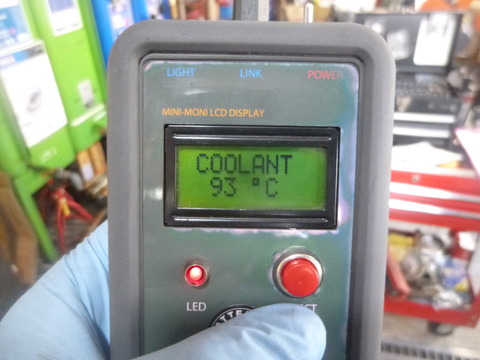 LIGHT LINK POWER
MINI-MONI LCD DISPLAY
COOLANT
93 °C
LED